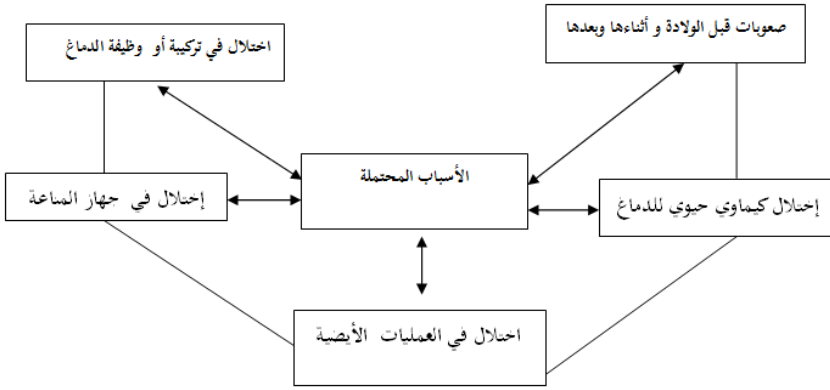 صعوبات قبل الولادة و أثناءها وبعدها
اختلال في تركيبة أو وظيفة الدماغ
الأسباب المحتملة
إختلال كيماوي حيوي للدماغ
إختلال في جهاز المناعة
اختلال في العمليات الأيضية